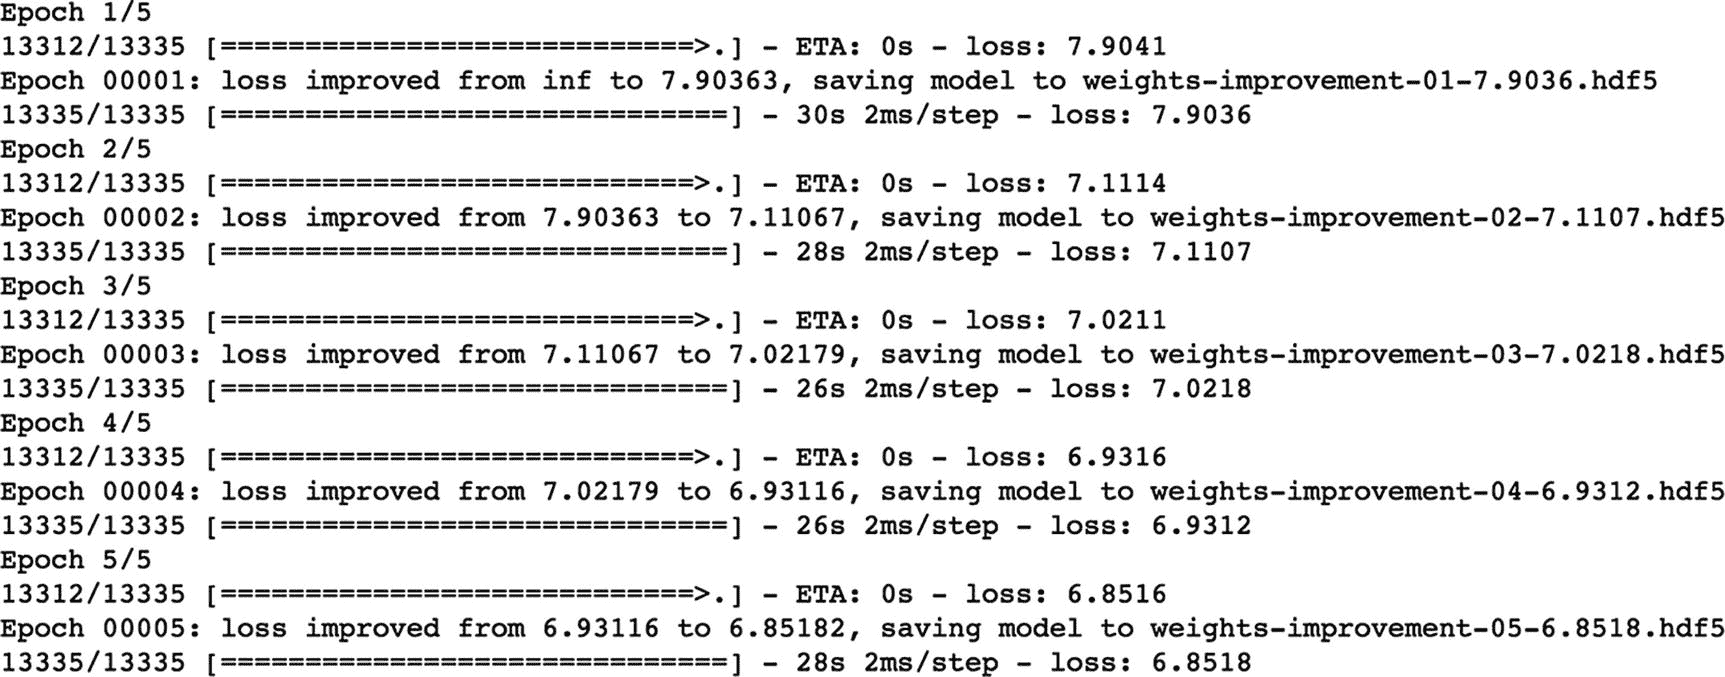 Epoch 1/5
13312/13335 [============================>.] - ETA: 0s - loss: 7.9041
Epoch 00001: loss improved from inf to 7.90363, saving model to weights-improvement-01-7.9036.hdf5
13335/13335 [==============================] - 30s 2ms/step - loss: 7.9036
Epoch 2/5
13312/13335 [============================>.] - ETA: 0s - loss: 7.1114
Epoch 00002: loss improved from 7.90363 to 7.11067, saving model to weights-improvement-02-7.1107.hdf5
13335/13335 [==============================] - 28s 2ms/step - loss: 7.1107
Epoch 3/5
13312/13335 [============================>.] - ETA: 0s - loss: 7.0211
Epoch 00003: loss improved from 7.11067 to 7.02179, saving model to weights-improvement-03-7.0218.hdf5
13335/13335 [==============================] - 26s 2ms/step - loss: 7.0218
Epoch 4/5
13312/13335 [============================>.] - ETA: 0s - loss: 6.9316
Epoch 00004: loss improved from 7.02179 to 6.93116, saving model to weights-improvement-04-6.9312.hdf5
13335/13335 [==============================] - 26s 2ms/step - loss: 6.9312
Epoch 5/5
13312/13335 [============================>.] - ETA: 0s - loss: 6.8516
Epoch 00005: loss improved from 6.93116 to 6.85182, saving model to weights-improvement-05-6.8518.hdf5
13335/13335 [==============================] - 28s 2ms/step - loss: 6.8518